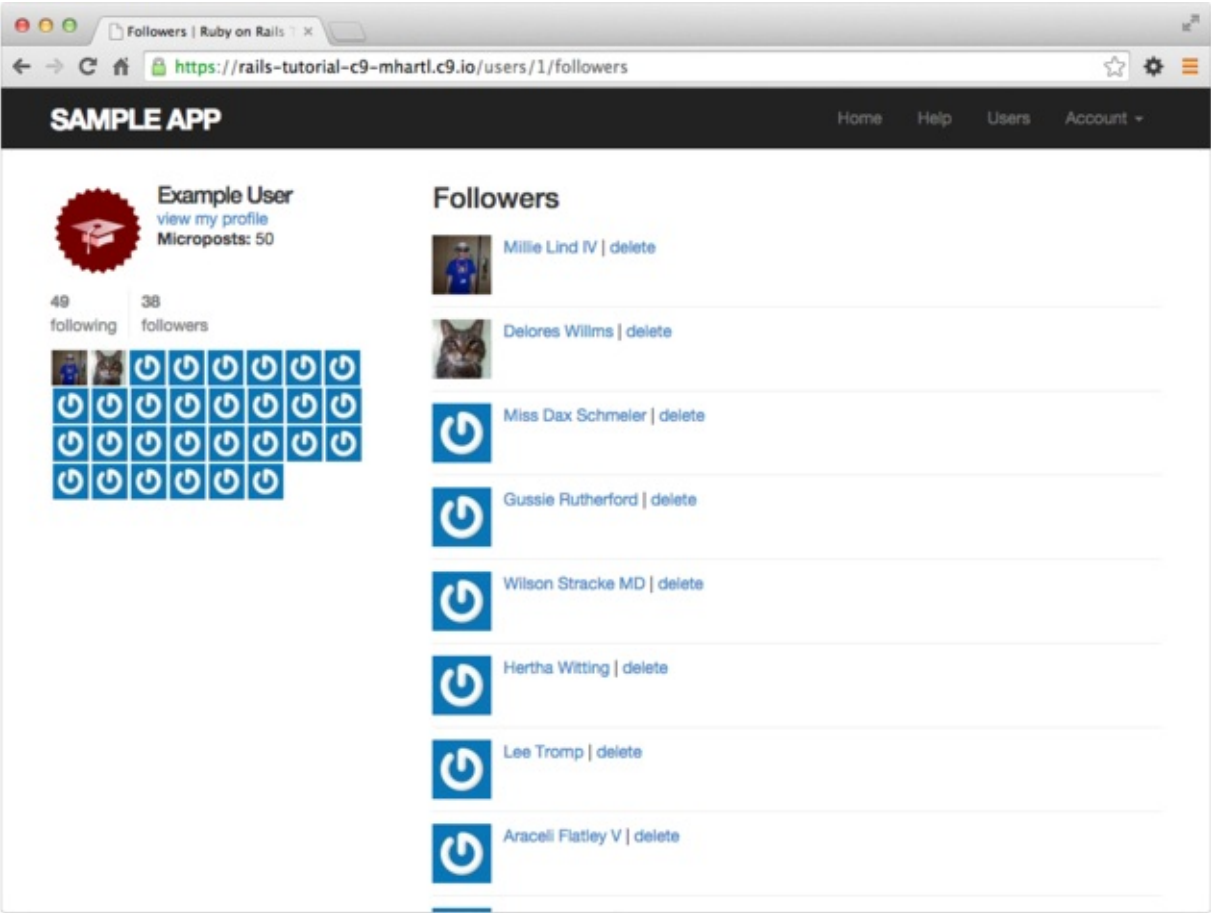 Followers | Ruby on Rails T
https://rails-tutorial-c9-mhartl.c9.io/users/1/followers
SAMPLE APP
Home Help Users Account
Example User
view my profile
Microposts: 50
49 following
38 followers
Followers
Millie Lind IV | delete
Delores Willms | delete
Miss Dax Schmeler | delete
Gussie Rutherford | delete
Wilson Stracke MD | delete
Hertha Witting | delete
Lee Tromp | delete
Araceli Flatley V | delete